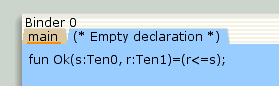 Binder 0
main (* Empty declaration *)
fun Ok(s:Ten0, r:Ten1)=(r<=s);